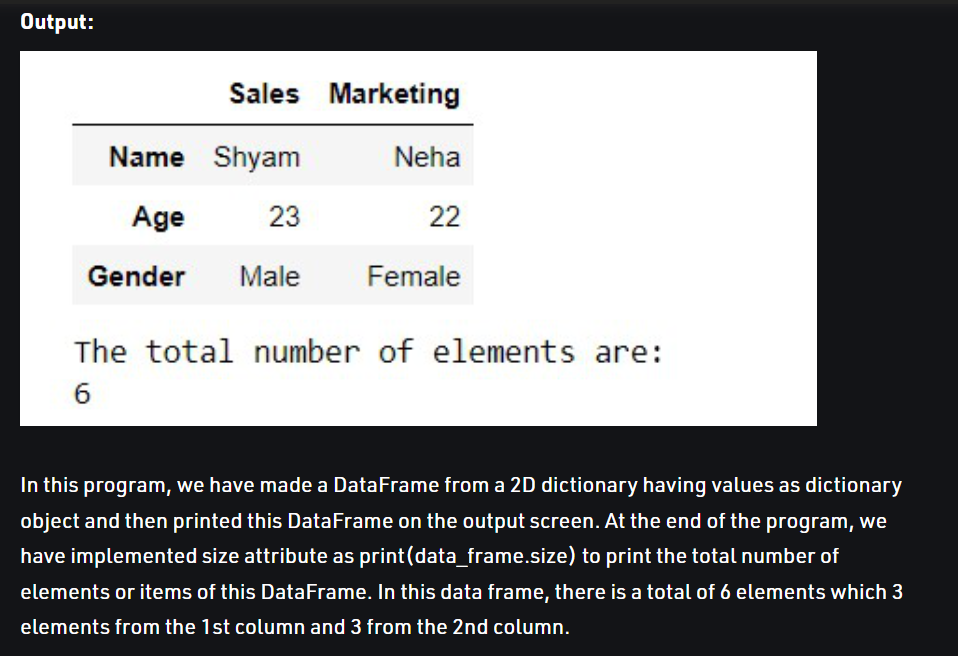 Output:
Sales Marketing
Name Shyam Neha
Age 23 22
Gender Male Female
The total number of elements are:
6
In this program, we have made a DataFrame from a 2D dictionary having values as dictionary
object and then printed this DataFrame on the output screen. At the end of the program, we
have implemented size attribute as print(data_frame.size) to print the total number of
elements or items of this DataFrame. In this data frame, there is a total of 6 elements which 3
elements from the 1st column and 3 from the 2nd column.